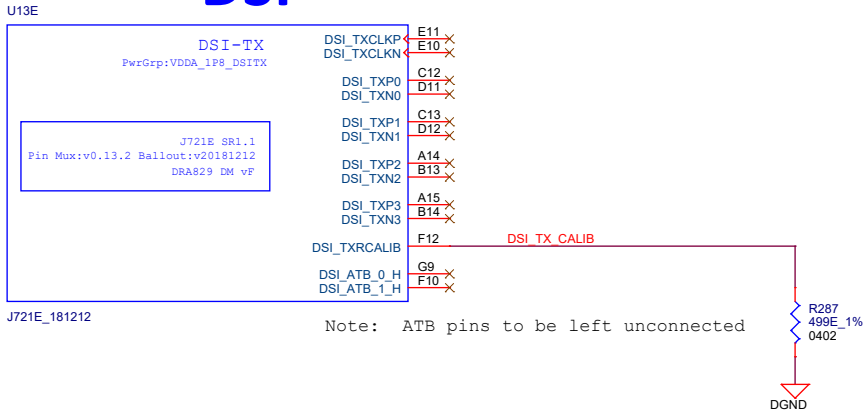 DSI
U13E
DSI-TX
PwrGrp:VDDA_1P8_DSITX
J721E SR1.1
Pin Mux:v0.13.2 Ballout:v20181212
DRA829 DM vF
DSI_TXCLKP E11
DSI_TXCLKN E10
DSI_TXP0 C12
DSI_TXN0 D11
DSI_TXP1 C13
DSI_TXN1 D12
DSI_TXP2 A14
DSI_TXN2 B13
DSI_TXP3 A15
DSI_TXN3 B14
DSI_TXRCALIB F12 DSI_TX_CALIB
DSI_ATB_0_H G9
DSI_ATB_1_H F10
J721E_181212
Note: ATB pins to be left unconnected
R287
499E_1%
0402
DGND